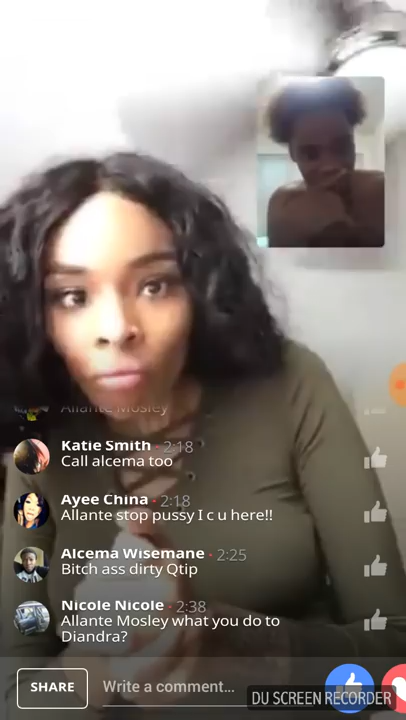 Allante Mosley
Katie Smith · 2:18
Call alcema too
Ayee China · 2:18
Allante stop pussy I c u here!!
Alcema Wisemane · 2:25
Bitch ass dirty Qtip
Nicole Nicole · 2:38
Allante Mosley what you do to
Diandra?
SHARE
Write a comment...
DU SCREEN RECORDER